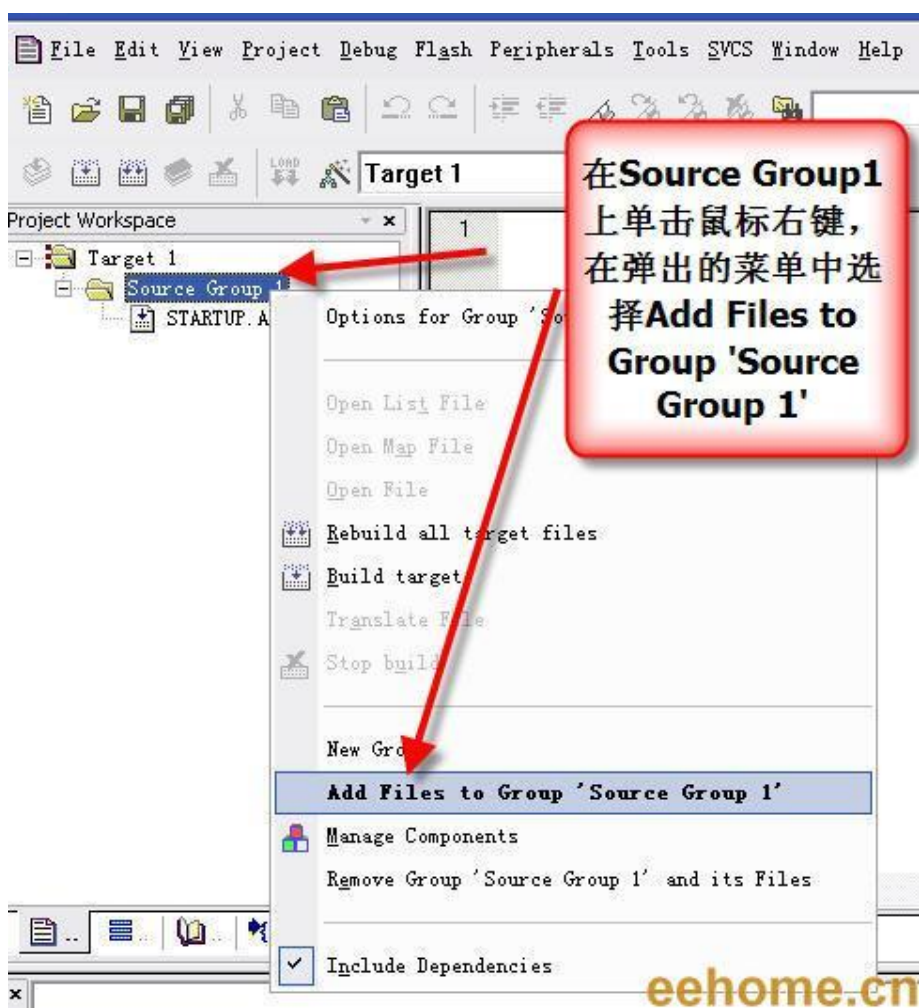 File Edit View Project Debug Flash Peripherals Tools SVCS Window Help
LOAD
Target 1
Project Workspace
1
Target 1
Source Group 1
STARTUP.A
在Source Group1
上单击鼠标右键，
在弹出的菜单中选
择Add Files to
Group 'Source
Group 1'
Options for Group 'So
Open List File
Open Map File
Open File
Rebuild all target files
Build target
Translate File
Stop build
New Gro
Add Files to Group 'Source Group 1'
Manage Components
Remove Group 'Source Group 1' and its Files
Include Dependencies
eehome.cn